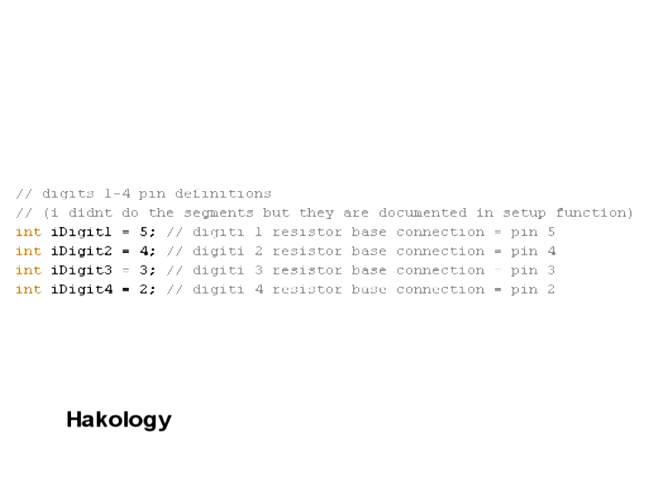 // digits 1-4 pin definitions
// (i didnt do the segments but they are documented in setup function)
int iDigit1 = 5; // digiti 1 resistor base connection = pin 5
int iDigit2 = 4; // digiti 2 resistor base connection = pin 4
int iDigit3 = 3; // digiti 3 resistor base connection = pin 3
int iDigit4 = 2; // digiti 4 resistor base connection = pin 2
Hakology